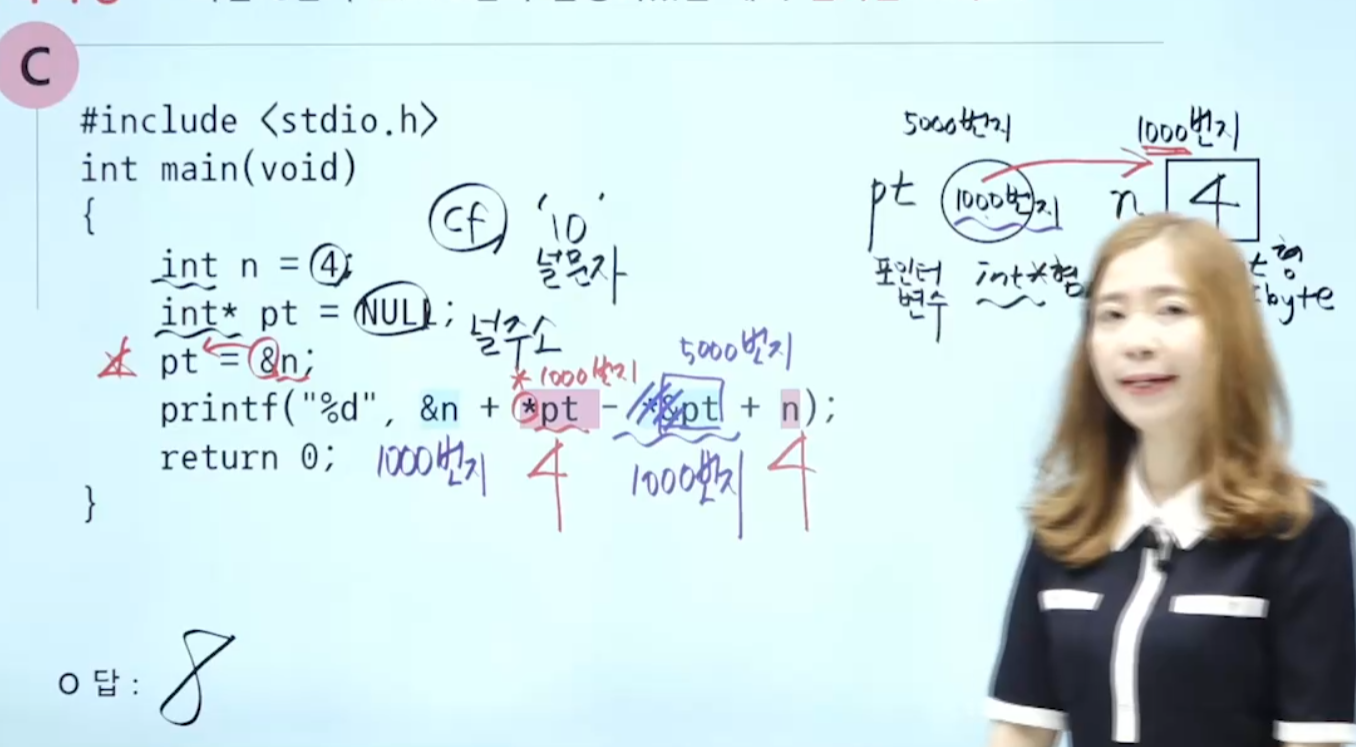 C
#include <stdio.h>
int main(void)
{
int n = 4;
int* pt = NULL;
pt = &n;
printf("%d", &n + *pt - *&pt + n);
return 0;
}
cf '\0'
널문자
널주소
* 1000번지
5000번지
1000번지
4
1000번지
4
5000번지
1000번지
pt
1000번지
n
4
포인터
변수
int*형
형
byte
답 :
8